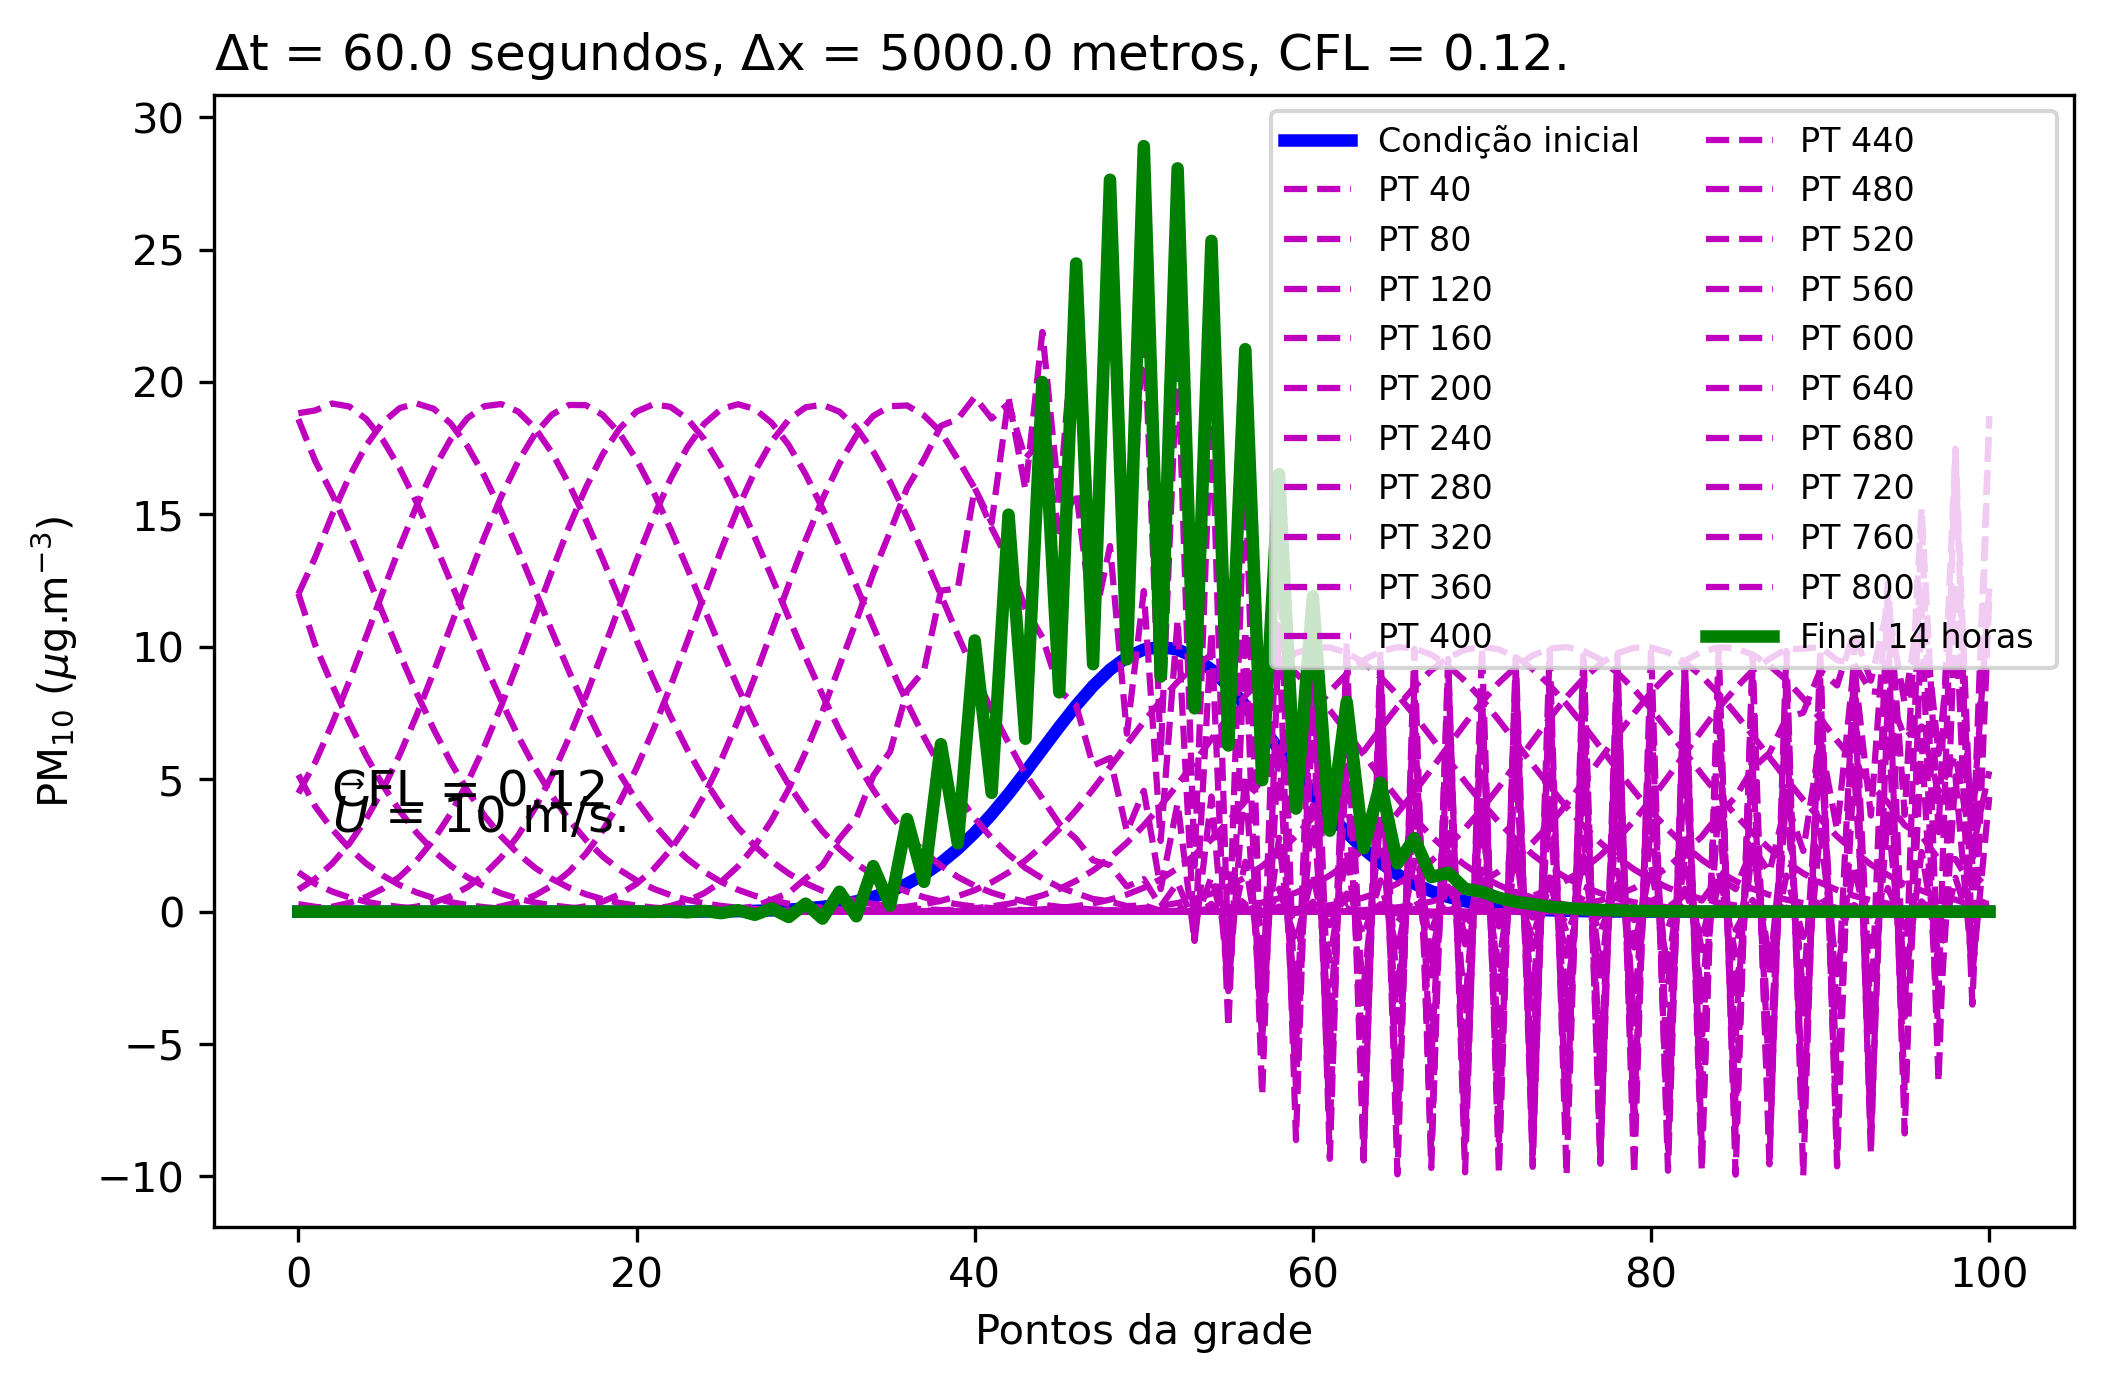 Δt = 60.0 segundos, Δx = 5000.0 metros, CFL = 0.12.
30
25
20
15
10
5
0
−5
−10
PM₁₀ (μg.m⁻³)
Condição inicial
PT 40
PT 80
PT 120
PT 160
PT 200
PT 240
PT 280
PT 320
PT 360
PT 400
PT 440
PT 480
PT 520
PT 560
PT 600
PT 640
PT 680
PT 720
PT 760
PT 800
Final 14 horas
CFL = 0.12
U⃗ = 10 m/s.
0 20 40 60 80 100
Pontos da grade